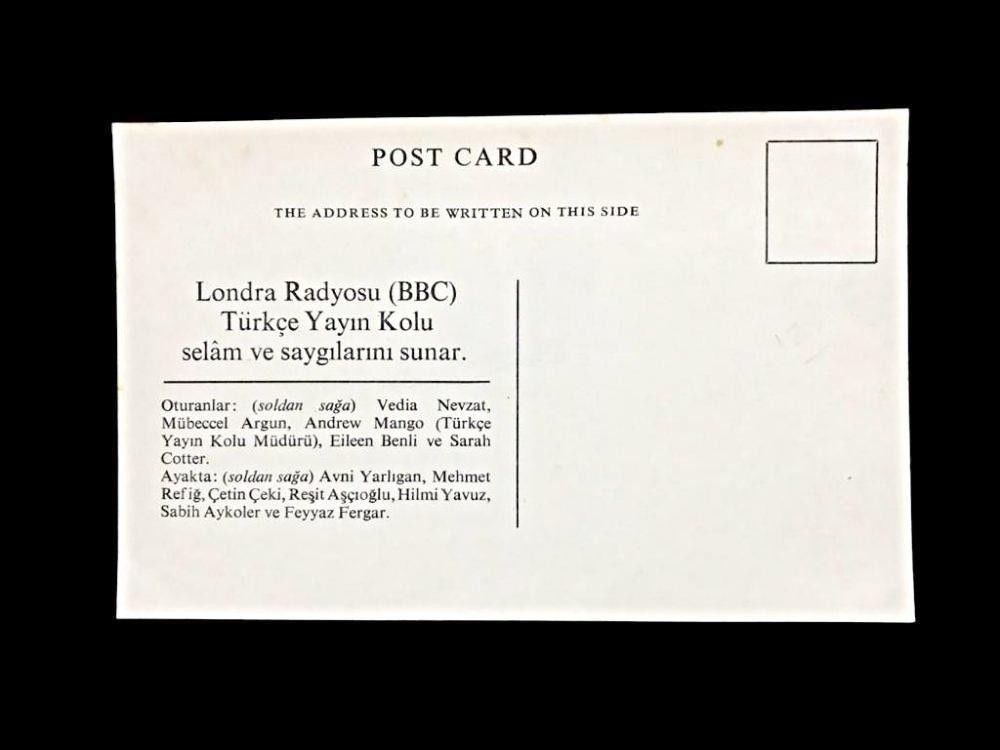 POST CARD
THE ADDRESS TO BE WRITTEN ON THIS SIDE
Londra Radyosu (BBC)
Türkçe Yayın Kolu
selâm ve saygılarını sunar.
Oturanlar: (soldan sağa) Vedia Nevzat,
Mübeccel Argun, Andrew Mango (Türkçe
Yayın Kolu Müdürü), Eileen Benli ve Sarah
Cotter.
Ayakta: (soldan sağa) Avni Yarlıgan, Mehmet
Refiğ, Çetin Çeki, Reşit Aşçıoğlu, Hilmi Yavuz,
Sabih Aykoler ve Feyyaz Fergar.